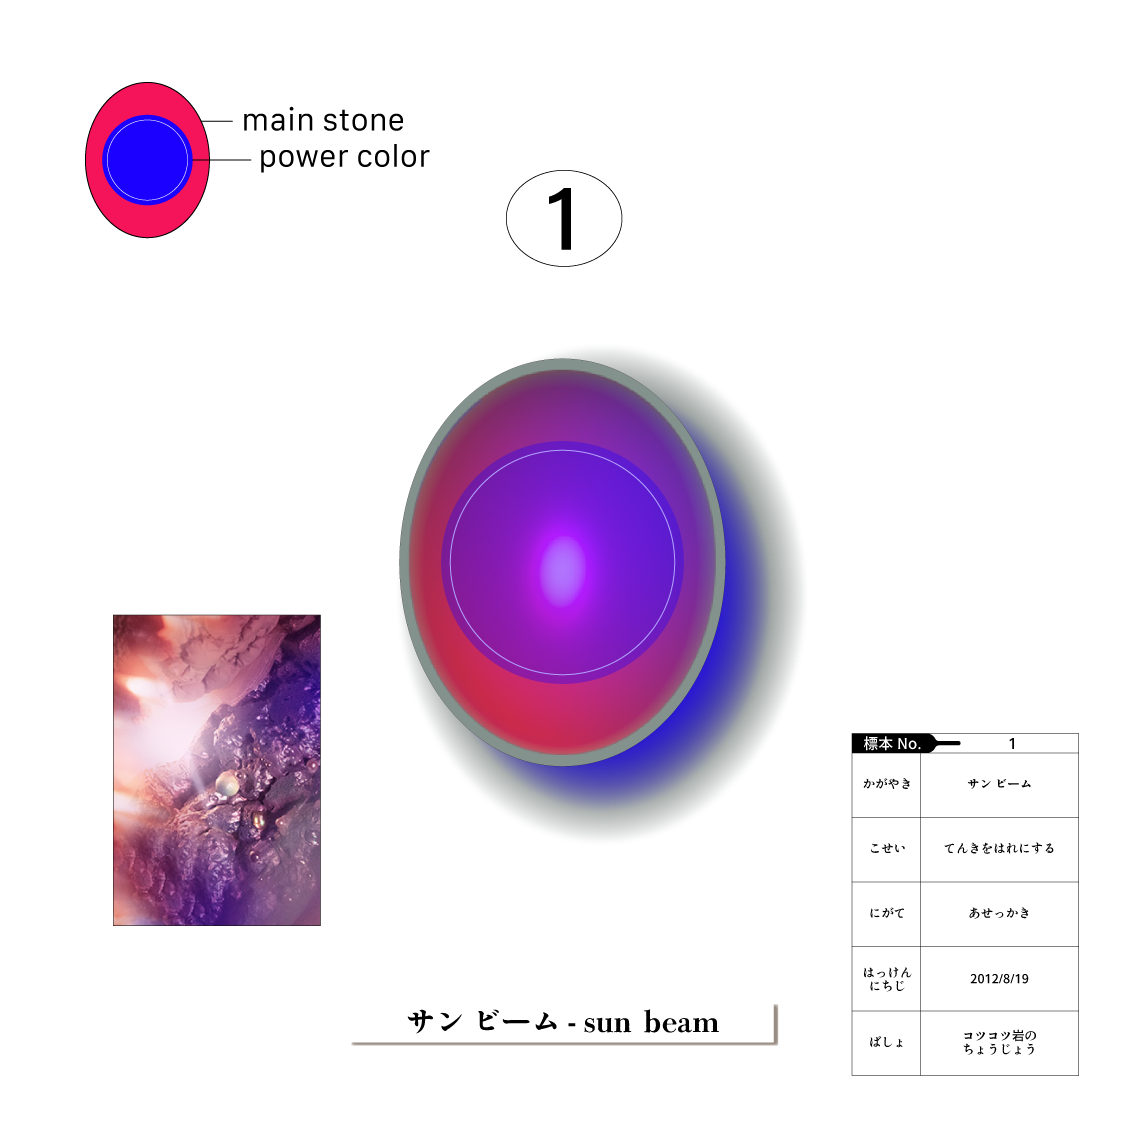 main stone
power color
1
標本 No. 1
かがやき サン ビーム
こせい てんきをはれにする
にがて あせっかき
はっけん
にちじ
2012/8/19
ばしょ
コツコツ岩の
ちょうじょう
サン ビーム - sun beam